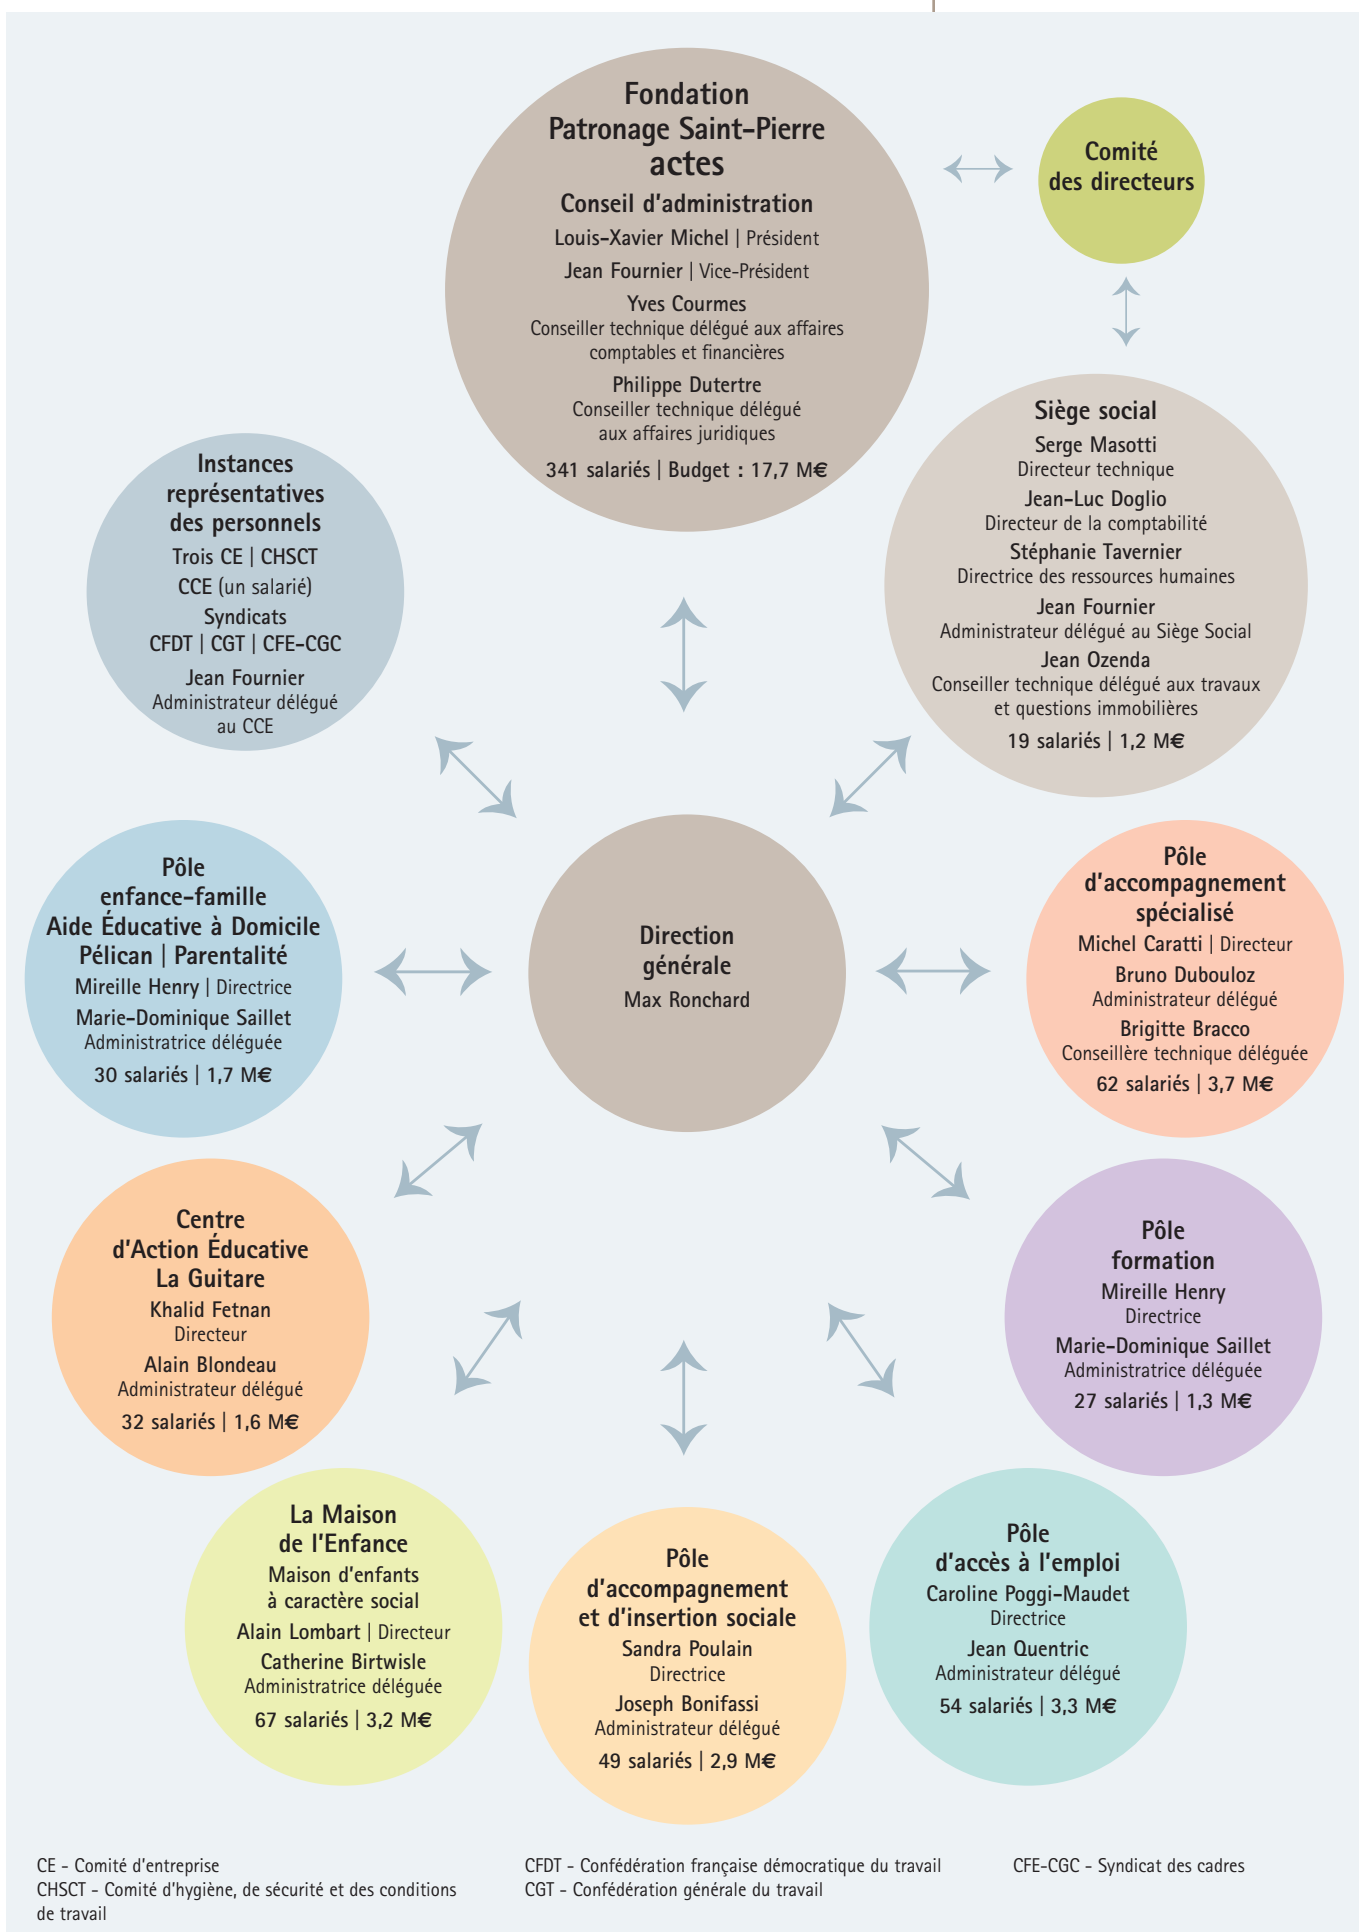 Fondation
Patronage Saint-Pierre
actes
Conseil d'administration
Louis-Xavier Michel | Président
Jean Fournier | Vice-Président
Yves Courmes
Conseiller technique délégué aux affaires
comptables et financières
Philippe Dutertre
Conseiller technique délégué
aux affaires juridiques
341 salariés | Budget : 17,7 M€
Comité
des directeurs
Siège social
Serge Masotti
Directeur technique
Jean-Luc Doglio
Directeur de la comptabilité
Stéphanie Tavernier
Directrice des ressources humaines
Jean Fournier
Administrateur délégué au Siège Social
Jean Ozenda
Conseiller technique délégué aux travaux
et questions immobilières
19 salariés | 1,2 M€
Instances
représentatives
des personnels
Trois CE | CHSCT
CCE (un salarié)
Syndicats
CFDT | CGT | CFE-CGC
Jean Fournier
Administrateur délégué
au CCE
Pôle
enfance-famille
Aide Éducative à Domicile
Pélican | Parentalité
Mireille Henry | Directrice
Marie-Dominique Saillet
Administratrice déléguée
30 salariés | 1,7 M€
Direction
générale
Max Ronchard
Pôle
d'accompagnement
spécialisé
Michel Caratti | Directeur
Bruno Dubouloz
Administrateur délégué
Brigitte Bracco
Conseillère technique déléguée
62 salariés | 3,7 M€
Centre
d'Action Éducative
La Guitare
Khalid Fetnan
Directeur
Alain Blondeau
Administrateur délégué
32 salariés | 1,6 M€
Pôle
formation
Mireille Henry
Directrice
Marie-Dominique Saillet
Administratrice déléguée
27 salariés | 1,3 M€
La Maison
de l'Enfance
Maison d'enfants
à caractère social
Alain Lombart | Directeur
Catherine Birtwisle
Administratrice déléguée
67 salariés | 3,2 M€
Pôle
d'accompagnement
et d'insertion sociale
Sandra Poulain
Directrice
Joseph Bonifassi
Administrateur délégué
49 salariés | 2,9 M€
Pôle
d'accès à l'emploi
Caroline Poggi-Maudet
Directrice
Jean Quentric
Administrateur délégué
54 salariés | 3,3 M€
CE - Comité d'entreprise
CHSCT - Comité d'hygiène, de sécurité et des conditions
de travail
CFDT - Confédération française démocratique du travail
CGT - Confédération générale du travail
CFE-CGC - Syndicat des cadres